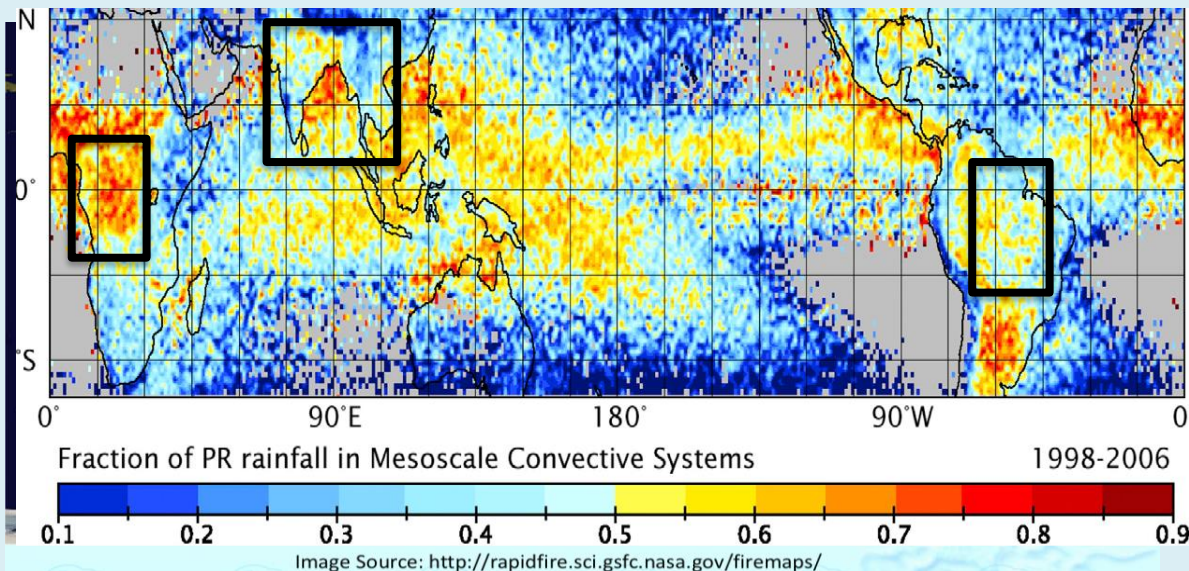 N
0°
°S
0° 90°E 180° 90°W 0
Fraction of PR rainfall in Mesoscale Convective Systems 1998-2006
0.1 0.2 0.3 0.4 0.5 0.6 0.7 0.8 0.9
Image Source: http://rapidfire.sci.gsfc.nasa.gov/firemaps/